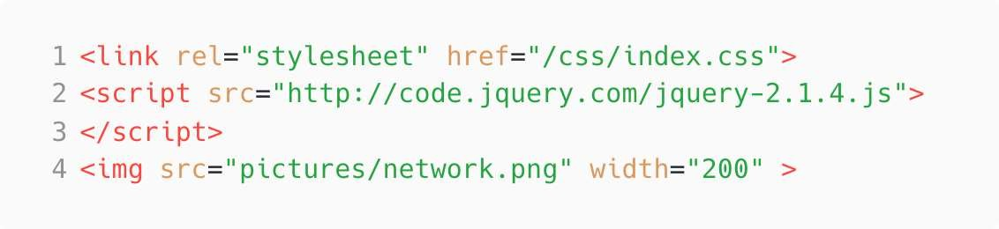 1 <link rel="stylesheet" href="/css/index.css">
2 <script src="http://code.jquery.com/jquery-2.1.4.js">
3 </script>
4 <img src="pictures/network.png" width="200" >